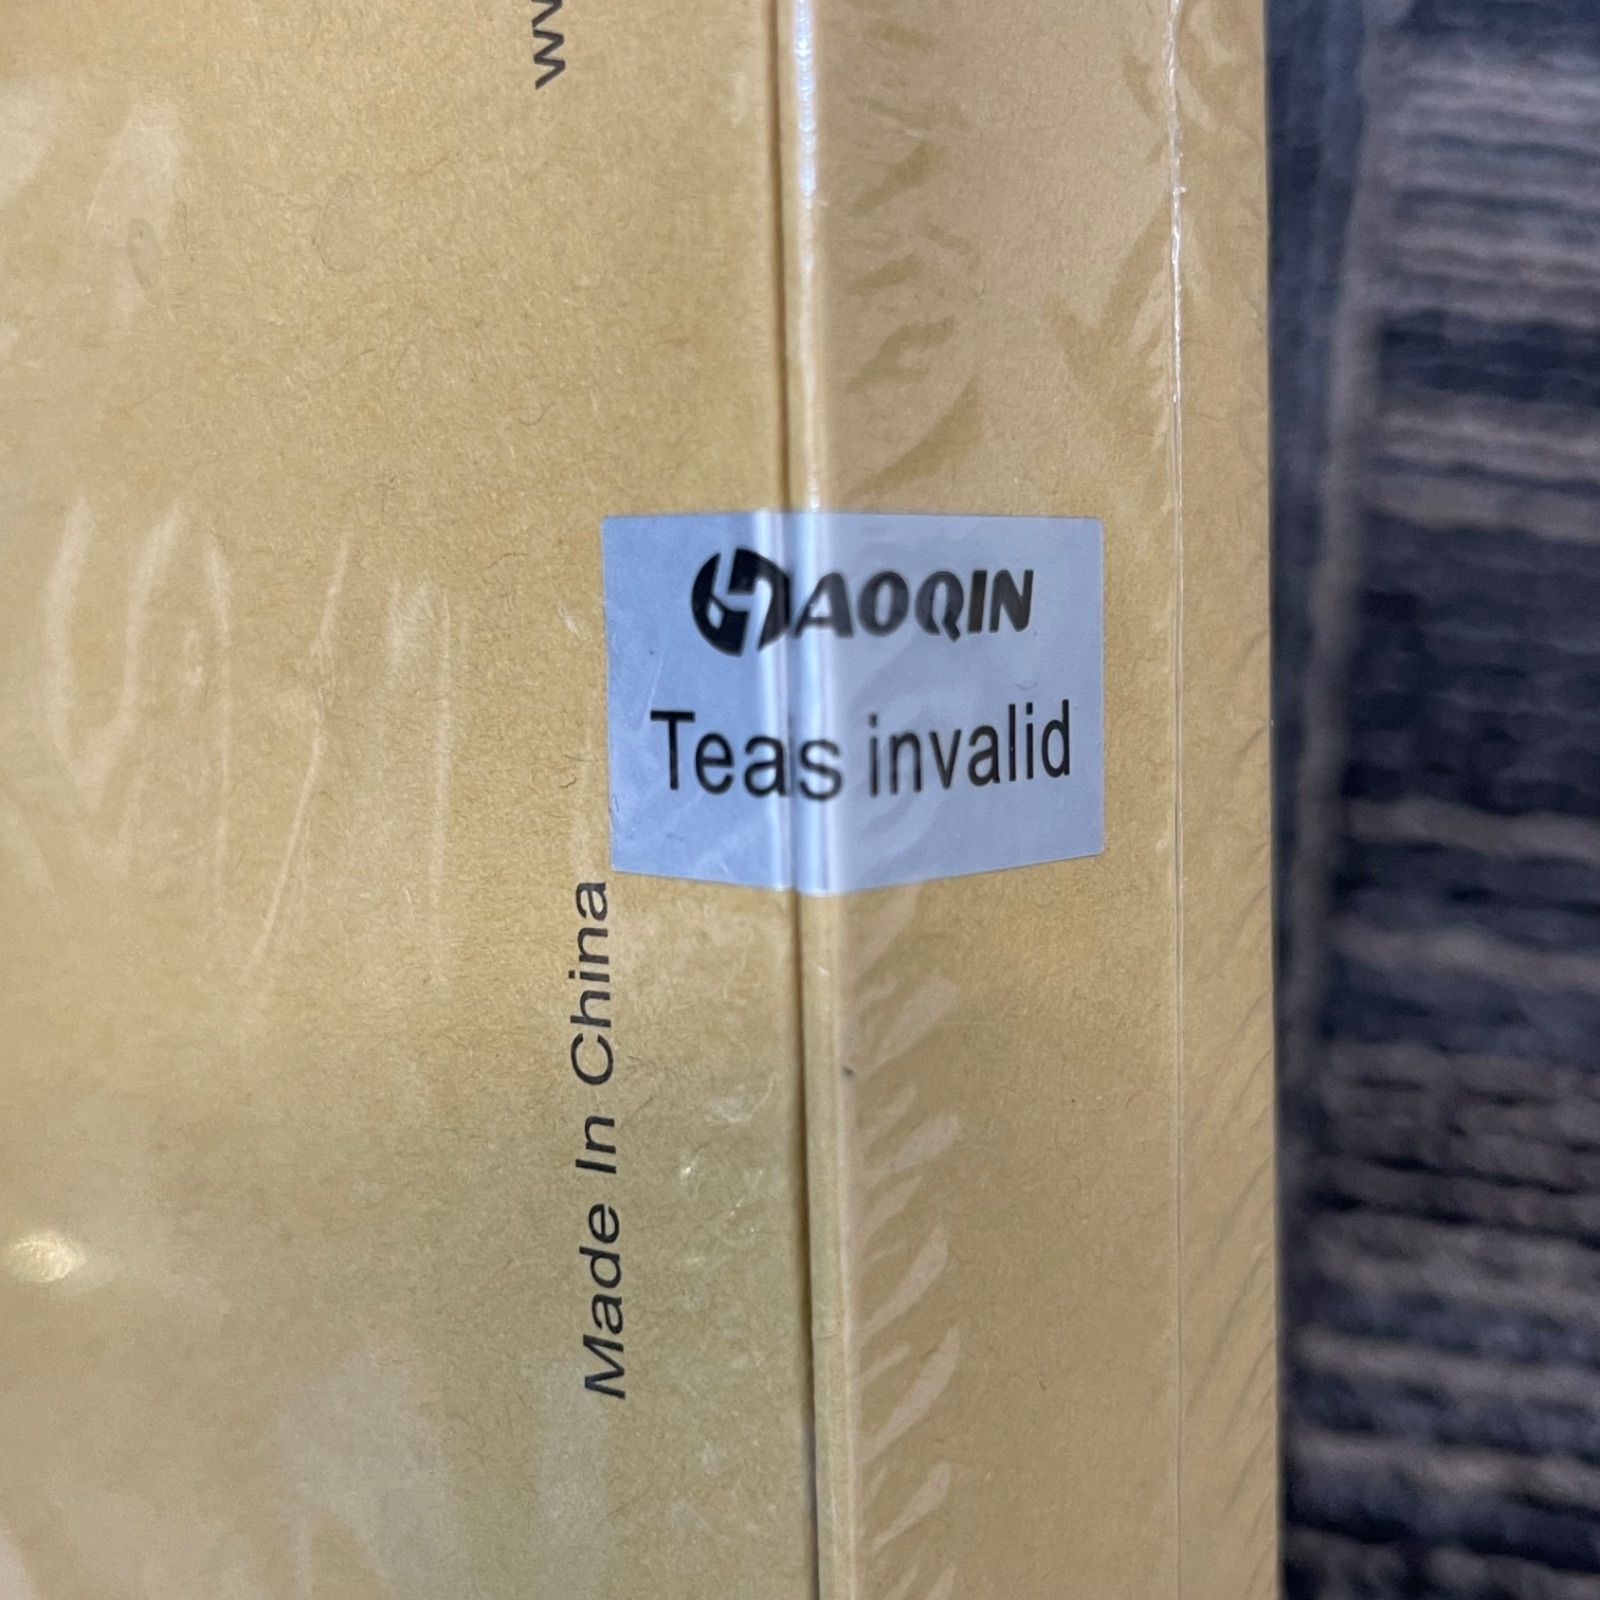 HAOQIN
Teas invalid
Made In China